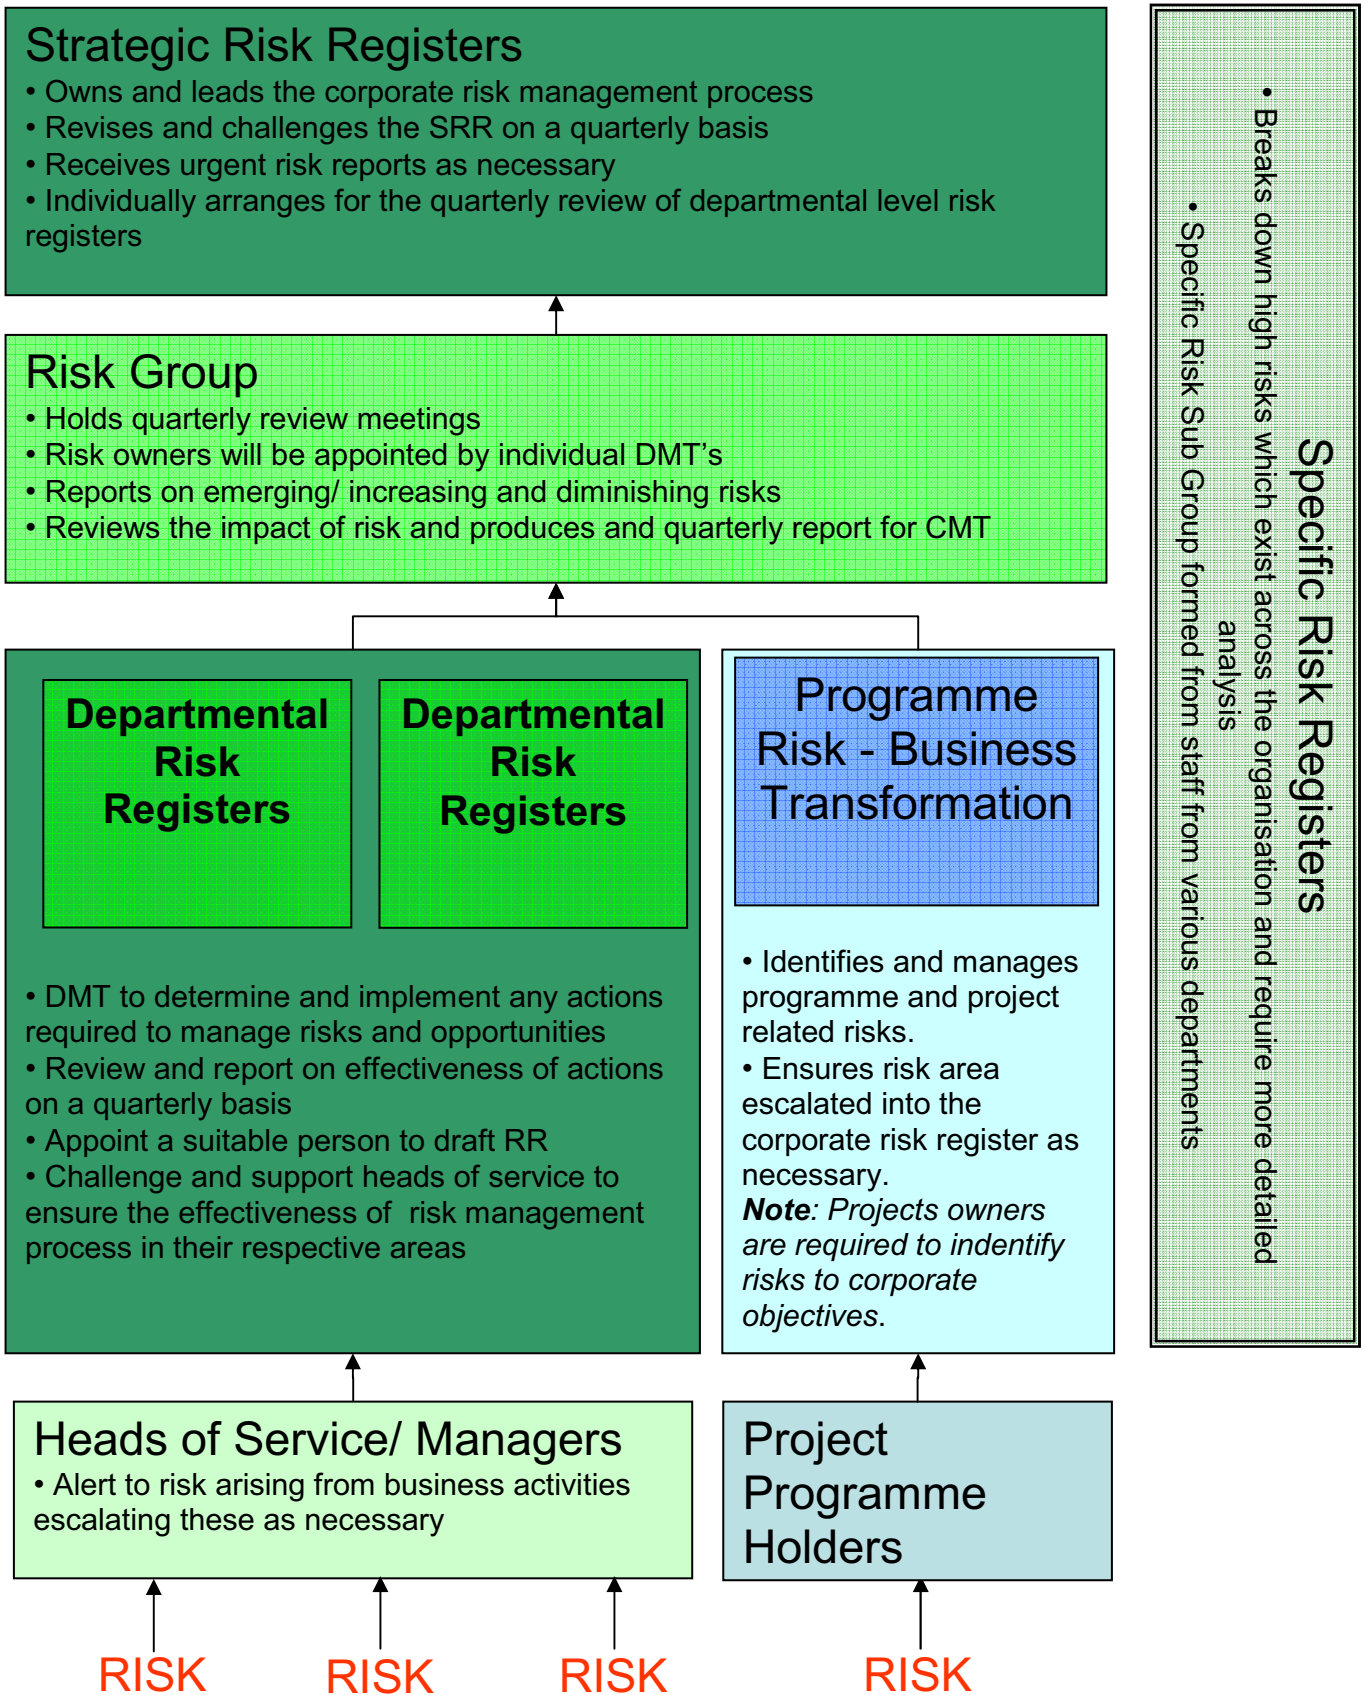 Strategic Risk Registers
• Owns and leads the corporate risk management process
• Revises and challenges the SRR on a quarterly basis
• Receives urgent risk reports as necessary
• Individually arranges for the quarterly review of departmental level risk
registers
Risk Group
• Holds quarterly review meetings
• Risk owners will be appointed by individual DMT’s
• Reports on emerging/ increasing and diminishing risks
• Reviews the impact of risk and produces and quarterly report for CMT
Departmental
Risk
Registers
Departmental
Risk
Registers
• DMT to determine and implement any actions
required to manage risks and opportunities
• Review and report on effectiveness of actions
on a quarterly basis
• Appoint a suitable person to draft RR
• Challenge and support heads of service to
ensure the effectiveness of  risk management
process in their respective areas
Programme
Risk - Business
Transformation
• Identifies and manages
programme and project
related risks.
• Ensures risk area
escalated into the
corporate risk register as
necessary.
Note: Projects owners
are required to indentify
risks to corporate
objectives.
Heads of Service/ Managers
• Alert to risk arising from business activities
escalating these as necessary
Project
Programme
Holders
RISK
RISK
RISK
RISK
Specific Risk Registers
• Breaks down high risks which exist across the organisation and require more detailed
analysis
• Specific Risk Sub Group formed from staff from various departments